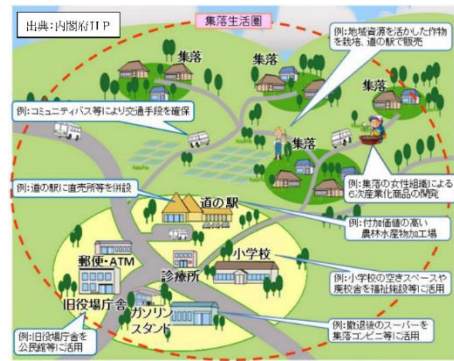 出典：内閣府HP
集落生活圏
例：地域資源を活かした作物
を栽培、道の駅で販売
集落
集落
集落
例：コミュニティバス等により交通手段を確保
集落
例：集落の女性組織による
6次産業化商品の開発
例：道の駅に直売所等を併設
道の駅
例：付加価値の高い
農林水産物加工場
郵便・ATM
小学校
診療所
例：小学校の空きスペースや
廃校舎を福祉施設等に活用
旧役場庁舎
ガソリン
スタンド
例：旧役場庁舎を
公民館等に活用
例：撤退後のスーパーを
集落コンビニ等に活用